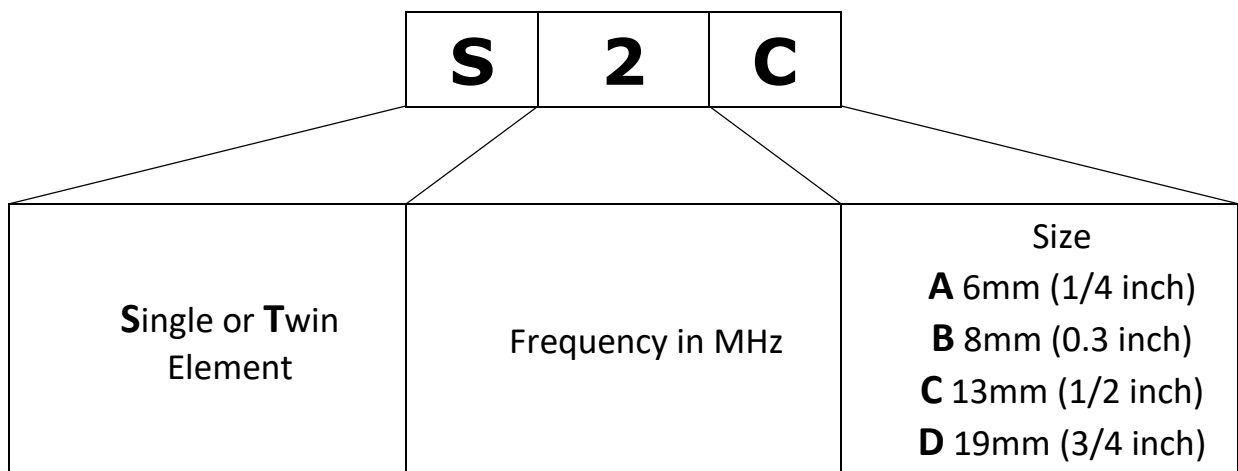 S 2 C
Single or Twin
Element
Frequency in MHz
Size
A 6mm (1/4 inch)
B 8mm (0.3 inch)
C 13mm (1/2 inch)
D 19mm (3/4 inch)